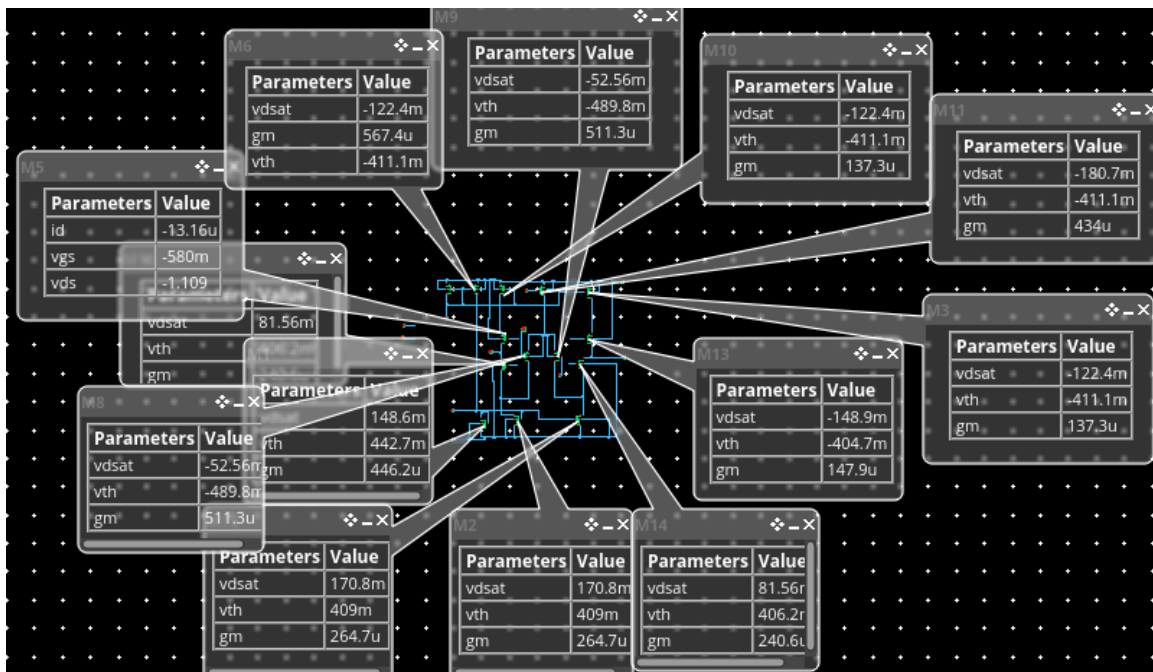 M9
Parameters Value
vdsat -52.56m
vth -489.8m
gm 511.3u
M6
Parameters Value
vdsat -122.4m
gm 567.4u
vth -411.1m
M10
Parameters Value
vdsat -122.4m
vth -411.1m
gm 137.3u
M11
Parameters Value
vdsat -180.7m
vth -411.1m
gm 434u
M5
Parameters Value
id -13.16u
vgs -580m
vds -1.109
vdsat 81.56m
vth
gm
M3
Parameters Value
vdsat -122.4m
vth -411.1m
gm 137.3u
M13
Parameters Value
vdsat -148.9m
vth -404.7m
gm 147.9u
Parameters Value
148.6m
vth 442.7m
gm 446.2u
M8
Parameters Value
vdsat -52.56m
vth -489.8m
gm 511.3u
Parameters Value
vdsat 170.8m
vth 409m
gm 264.7u
M2
Parameters Value
vdsat 170.8m
vth 409m
gm 264.7u
M14
Parameters Value
vdsat 81.56m
vth 406.2m
gm 240.6u